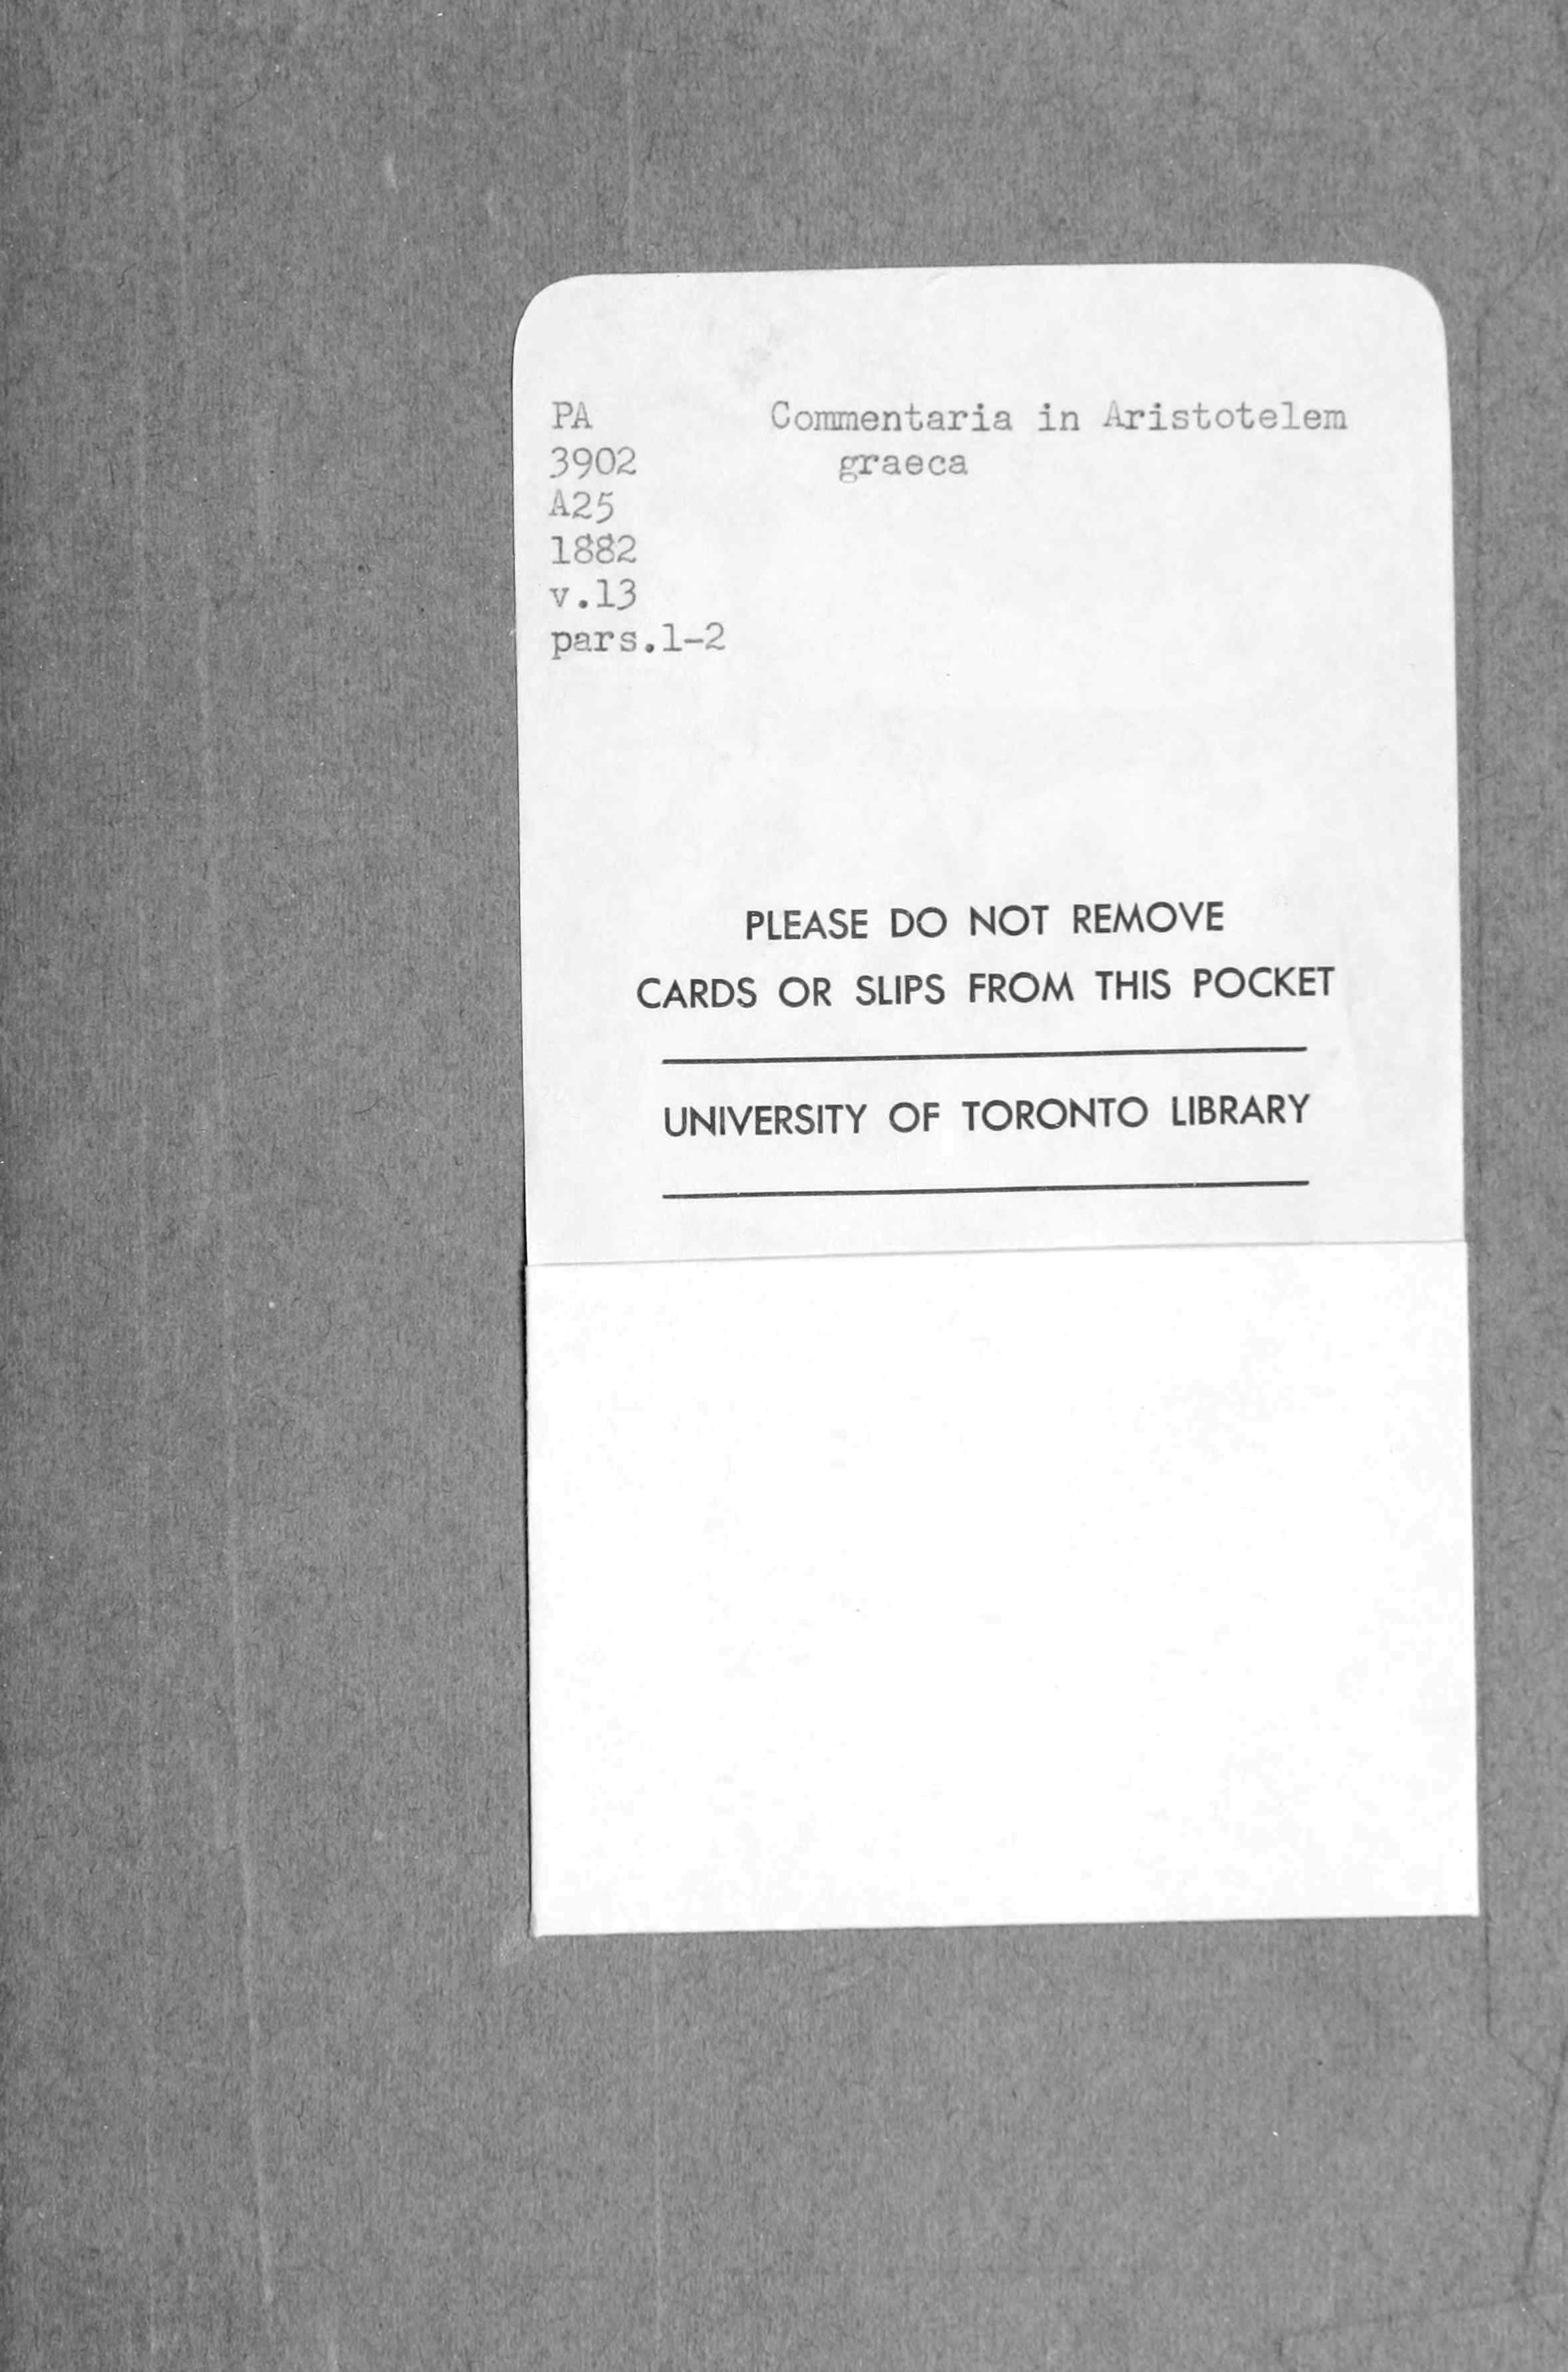 PA Commentaria in Aristotelem
3902 graeca
A25
1882
v.13
pars.1-2
PLEASE DO NOT REMOVE
CARDS OR SLIPS FROM THIS POCKET
UNIVERSITY OF TORONTO LIBRARY